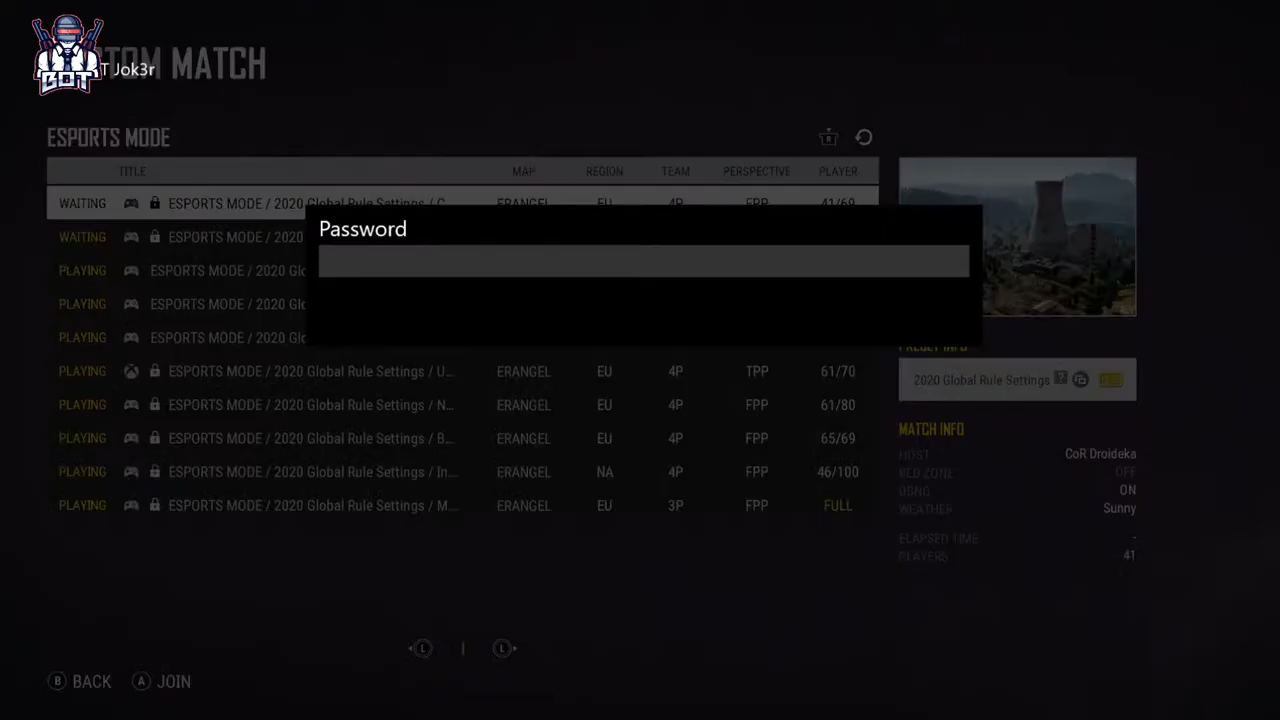 CUSTOM MATCH
BOT
T Jok3r
ESPORTS MODE
TITLE MAP REGION TEAM PERSPECTIVE PLAYER
WAITING ESPORTS MODE / 2020 Global Rule Settings / C... ERANGEL EU 4P FPP 41/69
Password
WAITING ESPORTS MODE / 2020
PLAYING ESPORTS MODE / 2020 Glo
PLAYING ESPORTS MODE / 2020 Glo
PLAYING ESPORTS MODE / 2020 Glo
PRESET INFO
PLAYING ESPORTS MODE / 2020 Global Rule Settings / U... ERANGEL EU 4P TPP 61/70
2020 Global Rule Settings ?
PLAYING ESPORTS MODE / 2020 Global Rule Settings / N... ERANGEL EU 4P FPP 61/80
PLAYING ESPORTS MODE / 2020 Global Rule Settings / B... ERANGEL EU 4P FPP 65/69
PLAYING ESPORTS MODE / 2020 Global Rule Settings / In... ERANGEL NA 4P FPP 46/100
PLAYING ESPORTS MODE / 2020 Global Rule Settings / M... ERANGEL EU 3P FPP FULL
MATCH INFO
HOST CoR Droideka
RED ZONE OFF
DBNO ON
WEATHER Sunny
ELAPSED TIME -
PLAYERS 41
L | L
B BACK A JOIN